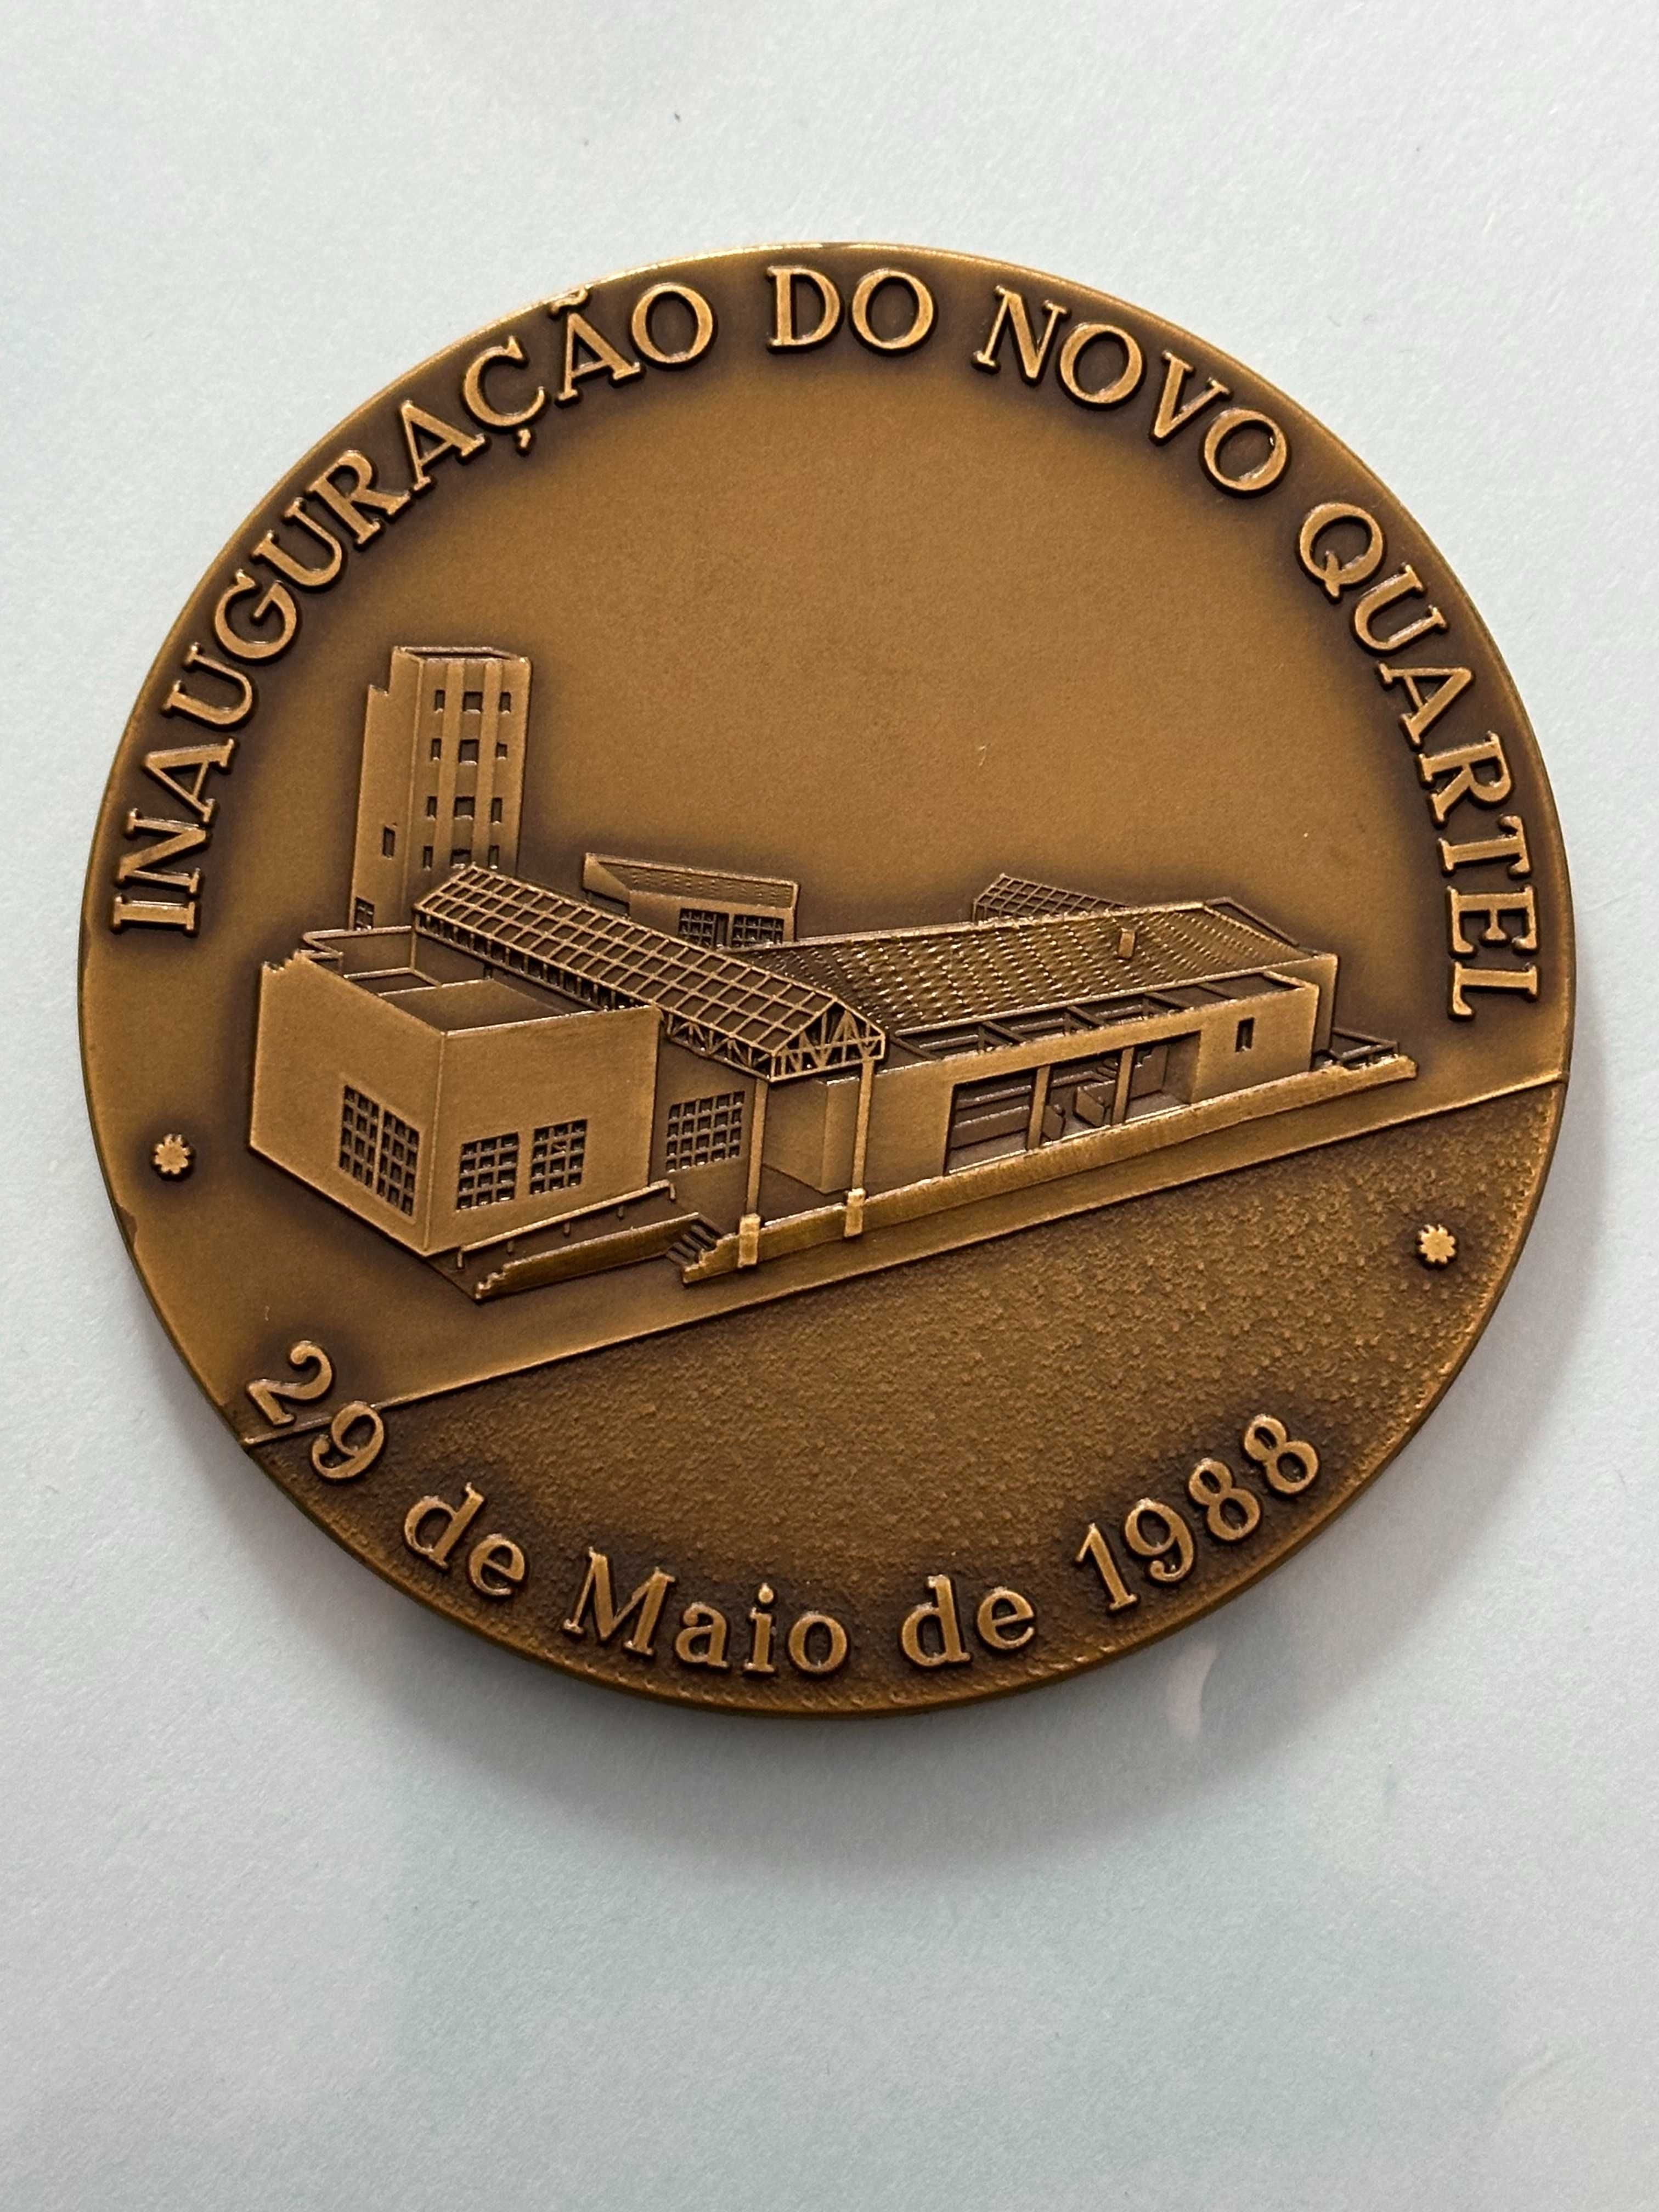 INAUGURAÇÃO DO NOVO QUARTEL
29 de Maio de 1988